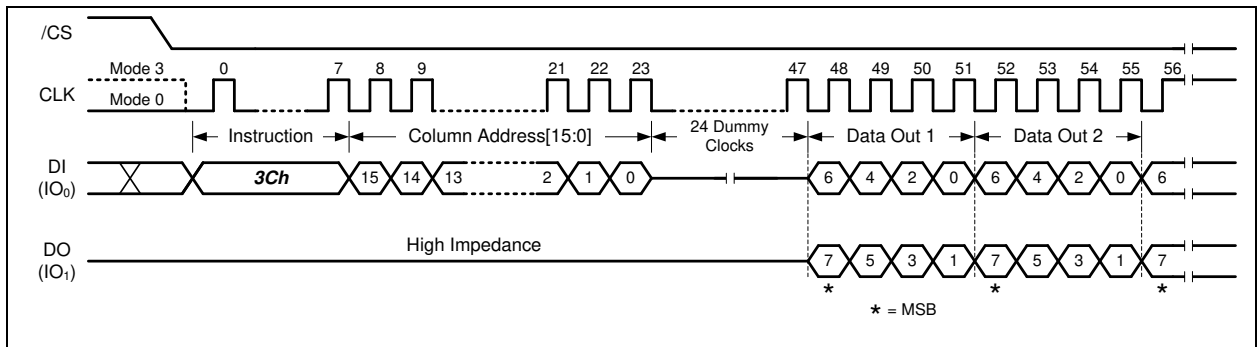 /CS
Mode 3 0 7 8 9 21 22 23 47 48 49 50 51 52 53 54 55 56
CLK
Mode 0
Instruction Column Address[15:0] 24 Dummy Clocks Data Out 1 Data Out 2
DI
(IO₀)
3Ch 15 14 13 2 1 0 6 4 2 0 6 4 2 0 6
High Impedance
DO
(IO₁)
7 5 3 1 7 5 3 1 7
* * *
* = MSB